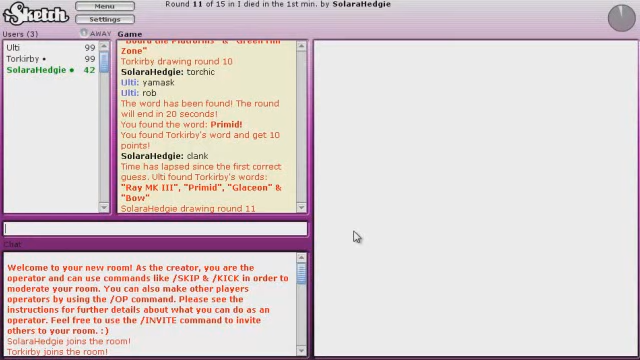 Round 11 of 15 in I died in the 1st min. by SolaraHedgie
iSketch
Menu
Settings
Users (3)
AWAY
Game
Ulti 99
Torkirby • 99
SolaraHedgie • 42
Zone"
Torkirby drawing round 10
SolaraHedgie: torchic
Ulti: yamask
Ulti: rob
The word has been found! The round
will end in 20 seconds!
You found the word: Primid!
You found Torkirby's word and get 10
points!
SolaraHedgie: clank
Time has lapsed since the first correct
guess. Ulti found Torkirby's words:
"Ray MK III", "Primid", "Glaceon" &
"Bow"
SolaraHedgie drawing round 11
Chat
Welcome to your new room! As the creator, you are the
operator and can use commands like /SKIP & /KICK in order to
moderate your room. You can also make other players
operators by using the /OP command. Please see the
instructions for further details about what you can do as an
operator. Feel free to use the /INVITE command to invite
others to your room. :)
SolaraHedgie joins the room!
Torkirby joins the room!